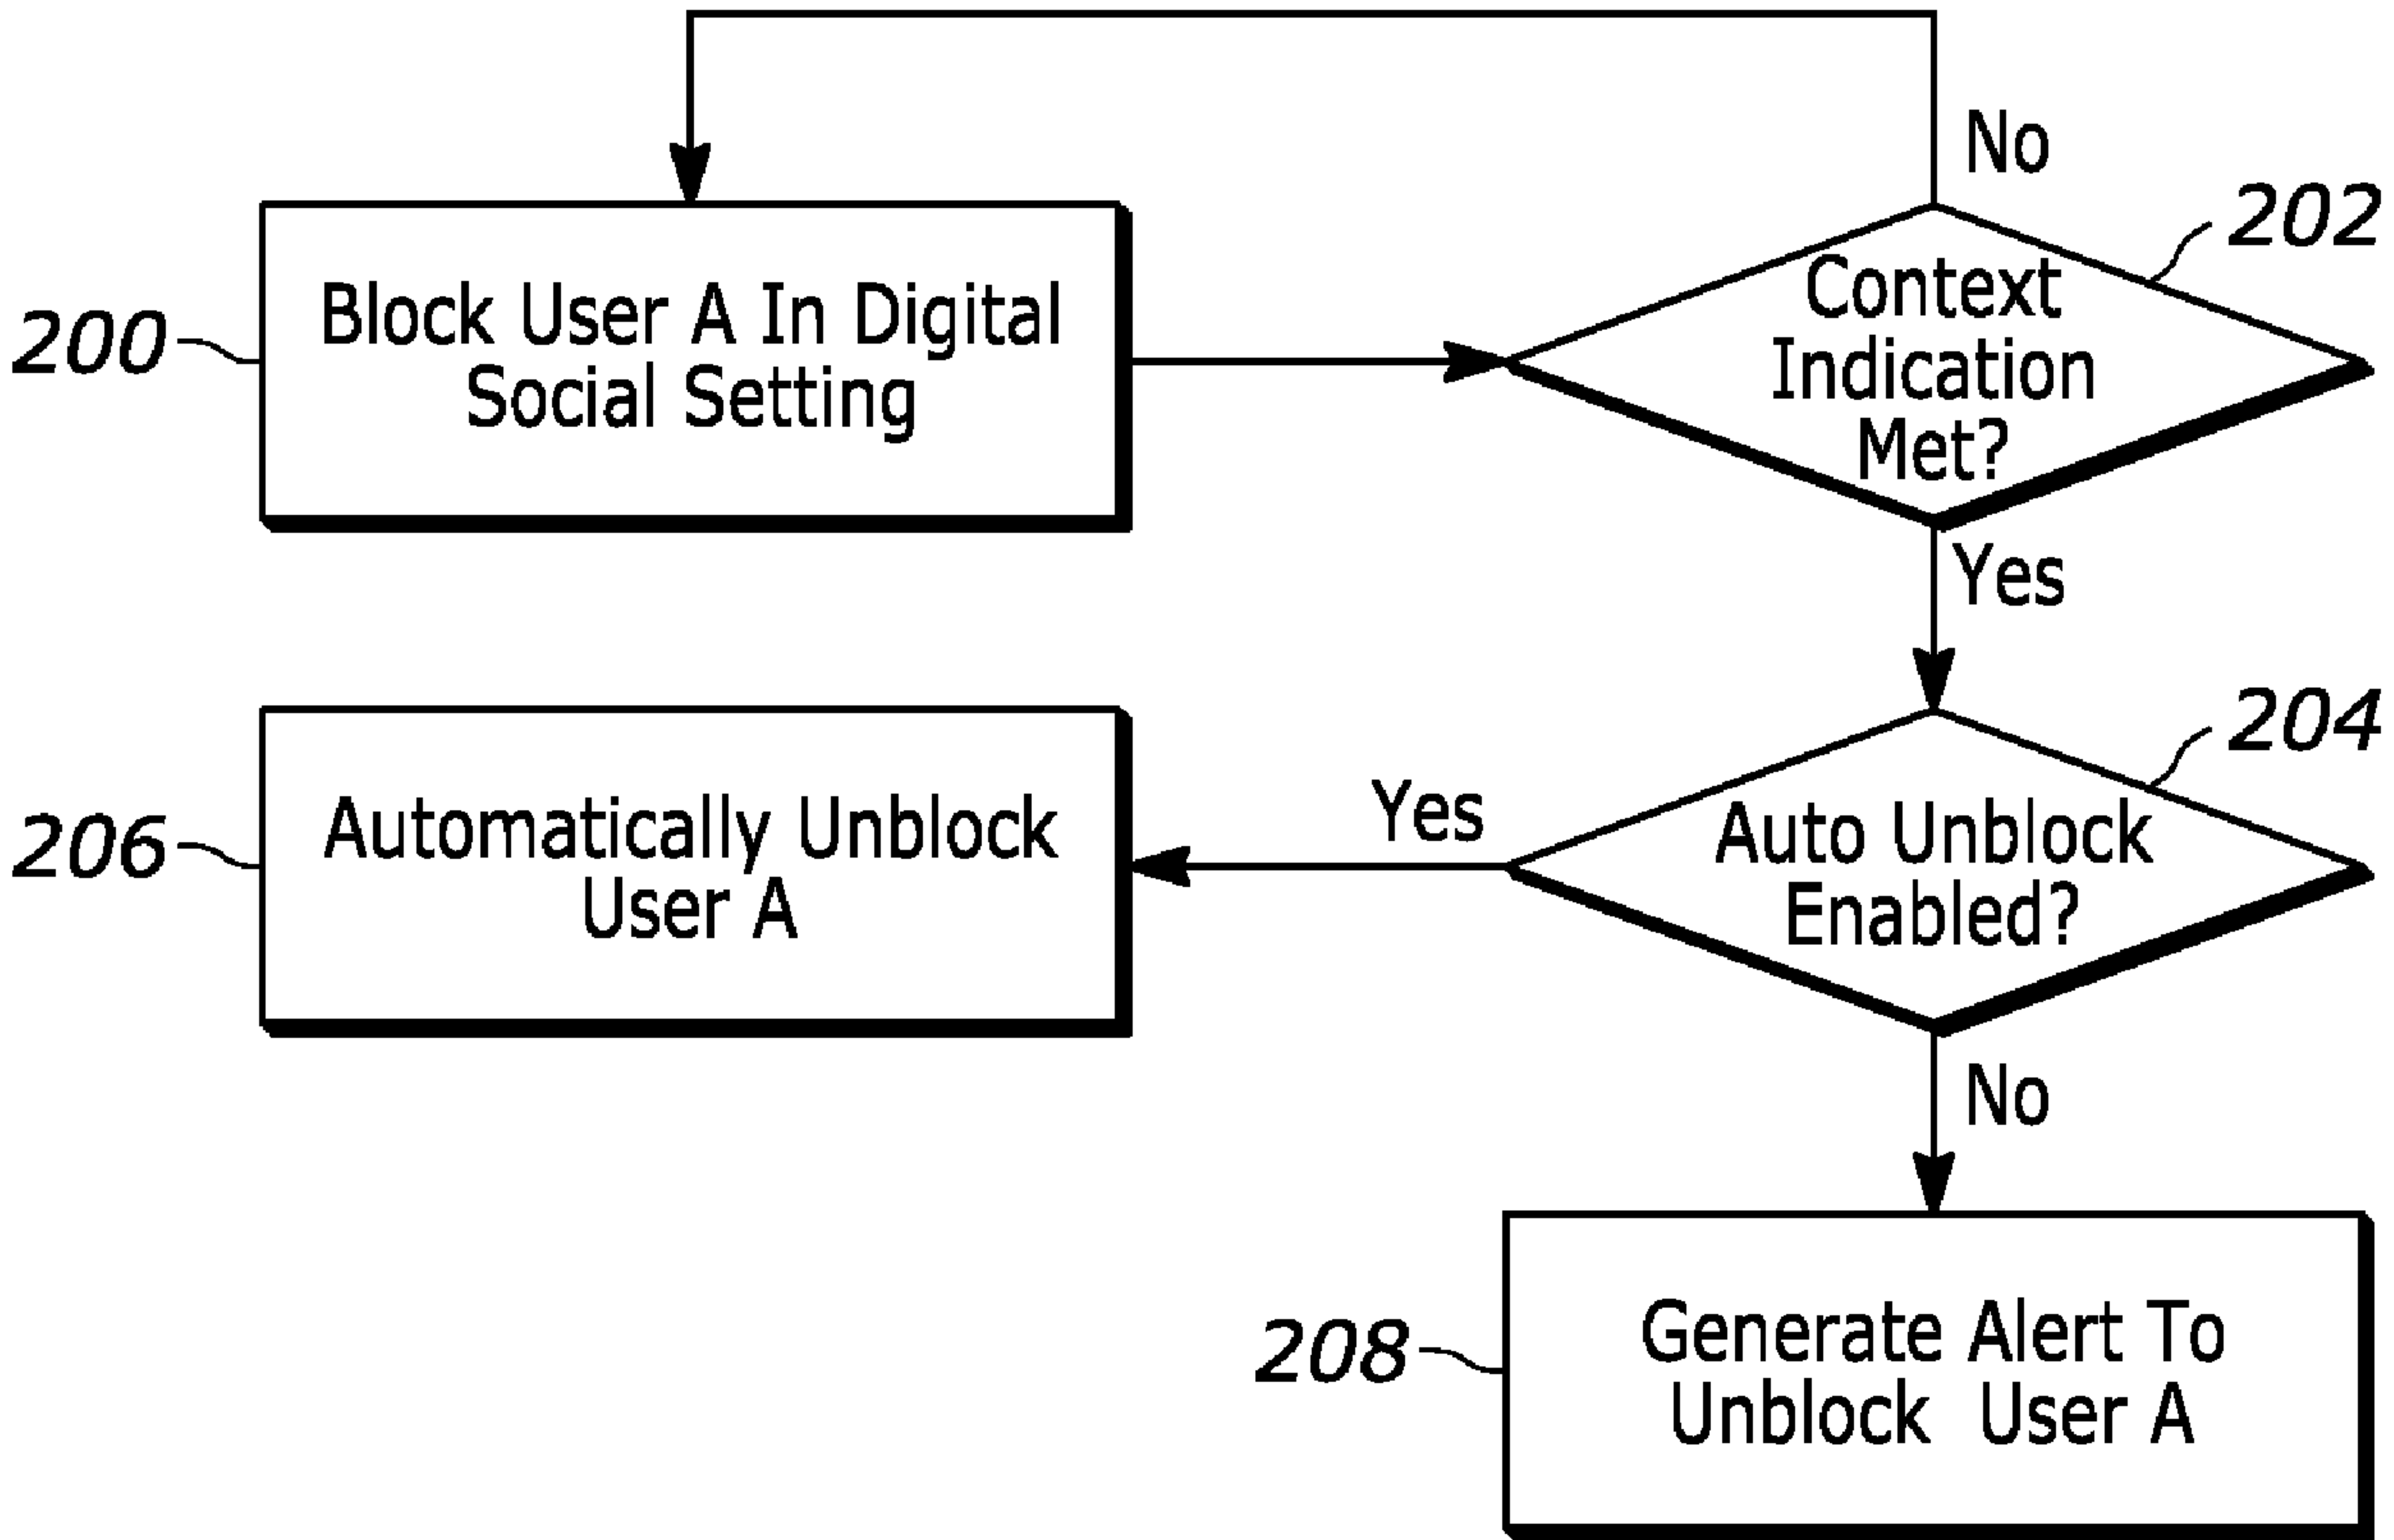 No
202
Context
Indication
Met?
200
Block User A In Digital
Social Setting
Yes
204
Auto Unblock
Enabled?
Yes
206
Automatically Unblock
User A
No
208
Generate Alert To
Unblock User A